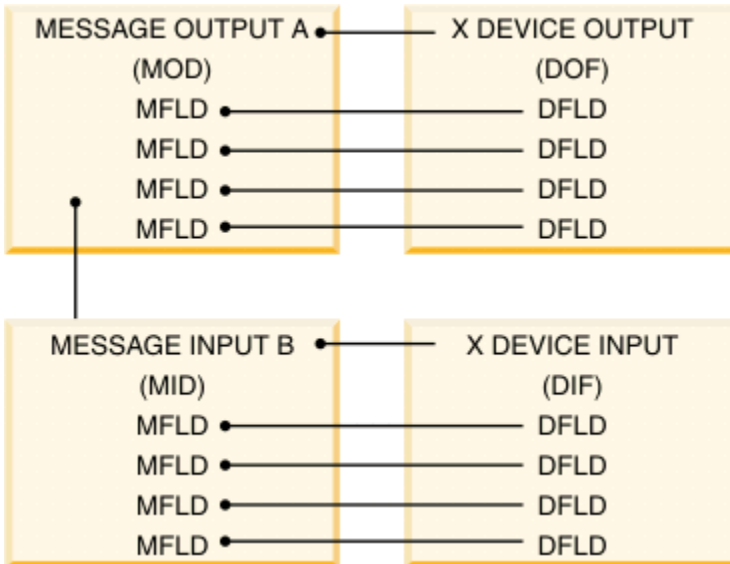 MESSAGE OUTPUT A X DEVICE OUTPUT
(MOD) (DOF)
MFLD DFLD
MFLD DFLD
MFLD DFLD
MFLD DFLD
MESSAGE INPUT B X DEVICE INPUT
(MID) (DIF)
MFLD DFLD
MFLD DFLD
MFLD DFLD
MFLD DFLD